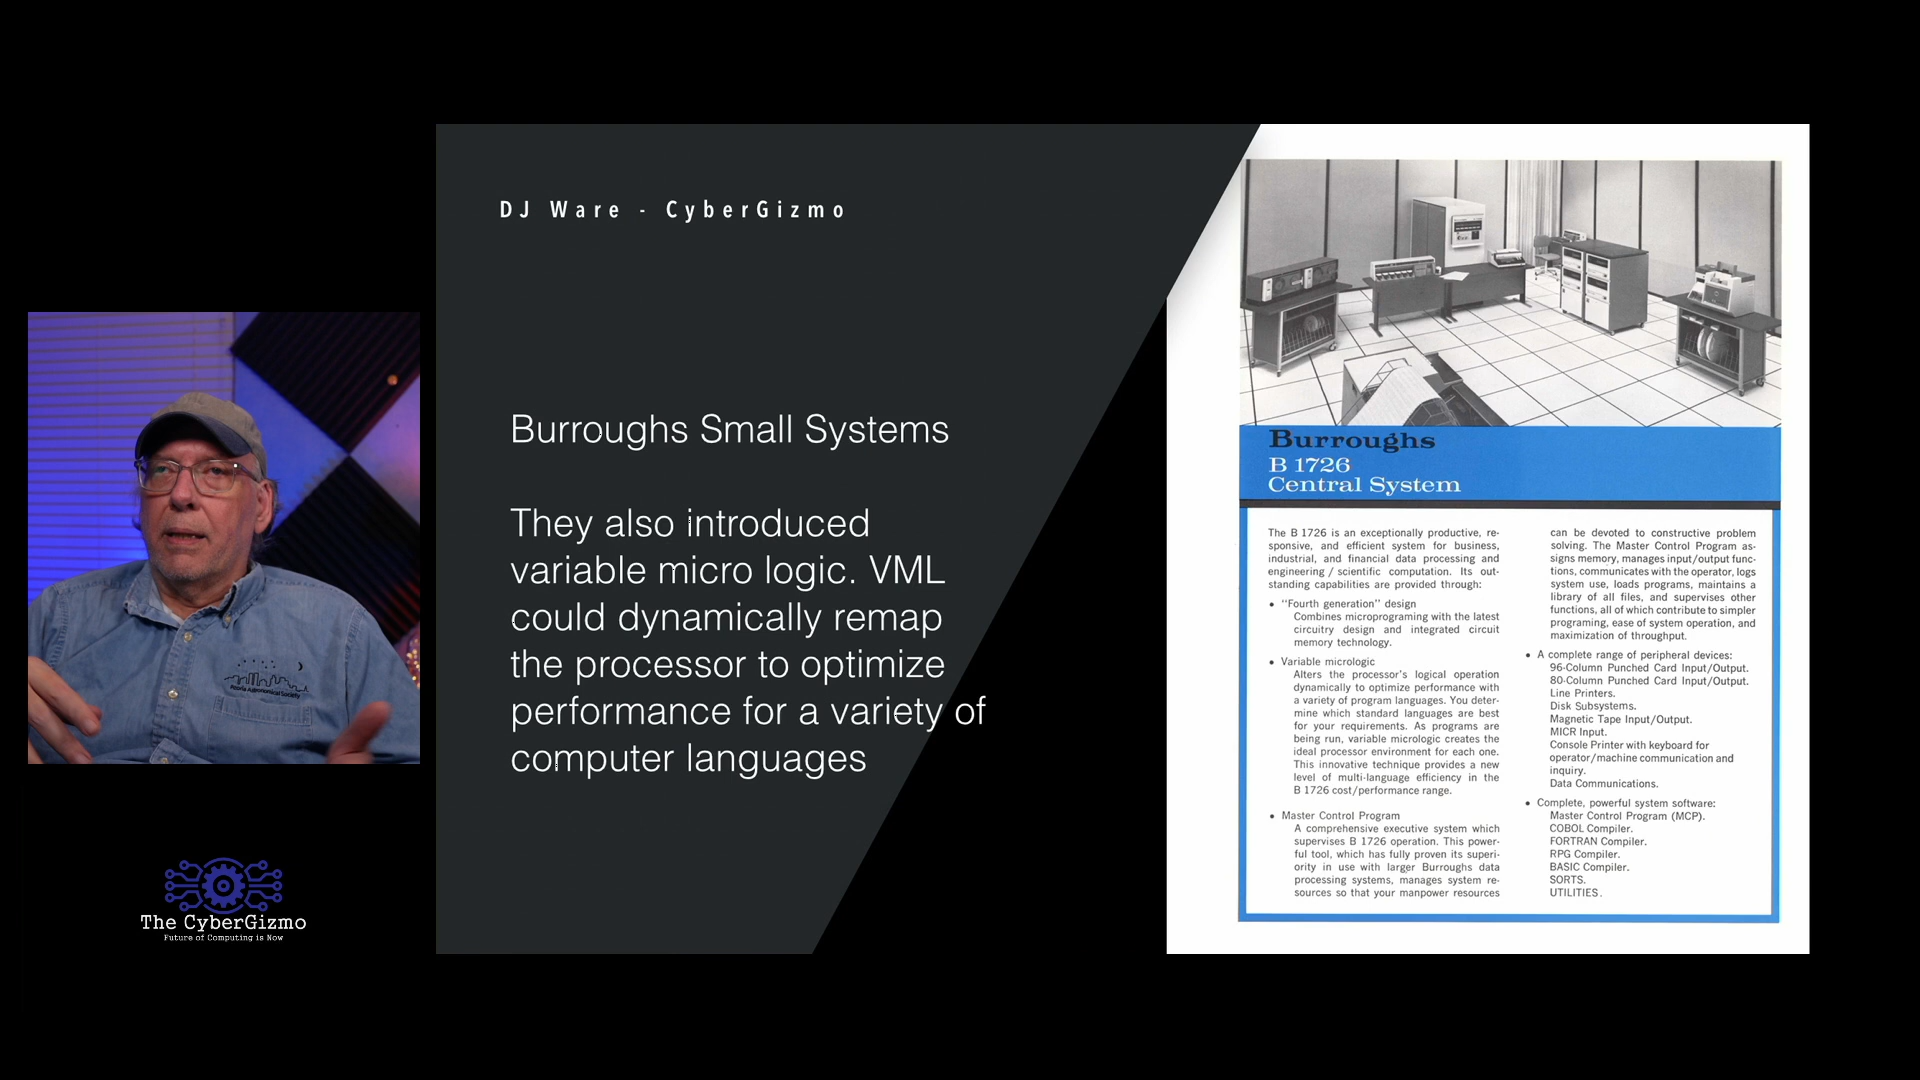 DJ Ware - CyberGizmo
Burroughs Small Systems
They also introduced
variable micro logic. VML
could dynamically remap
the processor to optimize
performance for a variety of
computer languages
Peoria Astronomical Society
The CyberGizmo
Future of Computing is Now
Burroughs
B 1726
Central System
The B 1726 is an exceptionally productive, re-
sponsive, and efficient system for business,
industrial, and financial data processing and
engineering / scientific computation. Its out-
standing capabilities are provided through:
• "Fourth generation" design
Combines microprograming with the latest
circuitry design and integrated circuit
memory technology.
• Variable micrologic
Alters the processor's logical operation
dynamically to optimize performance with
a variety of program languages. You deter-
mine which standard languages are best
for your requirements. As programs are
being run, variable micrologic creates the
ideal processor environment for each one.
This innovative technique provides a new
level of multi-language efficiency in the
B 1726 cost/performance range.
• Master Control Program
A comprehensive executive system which
supervises B 1726 operation. This power-
ful tool, which has fully proven its superi-
ority in use with larger Burroughs data
processing systems, manages system re-
sources so that your manpower resources
can be devoted to constructive problem
solving. The Master Control Program as-
signs memory, manages input/output func-
tions, communicates with the operator, logs
system use, loads programs, maintains a
library of all files, and supervises other
functions, all of which contribute to simpler
programing, ease of system operation, and
maximization of throughput.
• A complete range of peripheral devices:
96-Column Punched Card Input/Output.
80-Column Punched Card Input/Output.
Line Printers.
Disk Subsystems.
Magnetic Tape Input/Output.
MICR Input.
Console Printer with keyboard for
operator/machine communication and
inquiry.
Data Communications.
• Complete, powerful system software:
Master Control Program (MCP).
COBOL Compiler.
FORTRAN Compiler.
RPG Compiler.
BASIC Compiler.
SORTS.
UTILITIES.